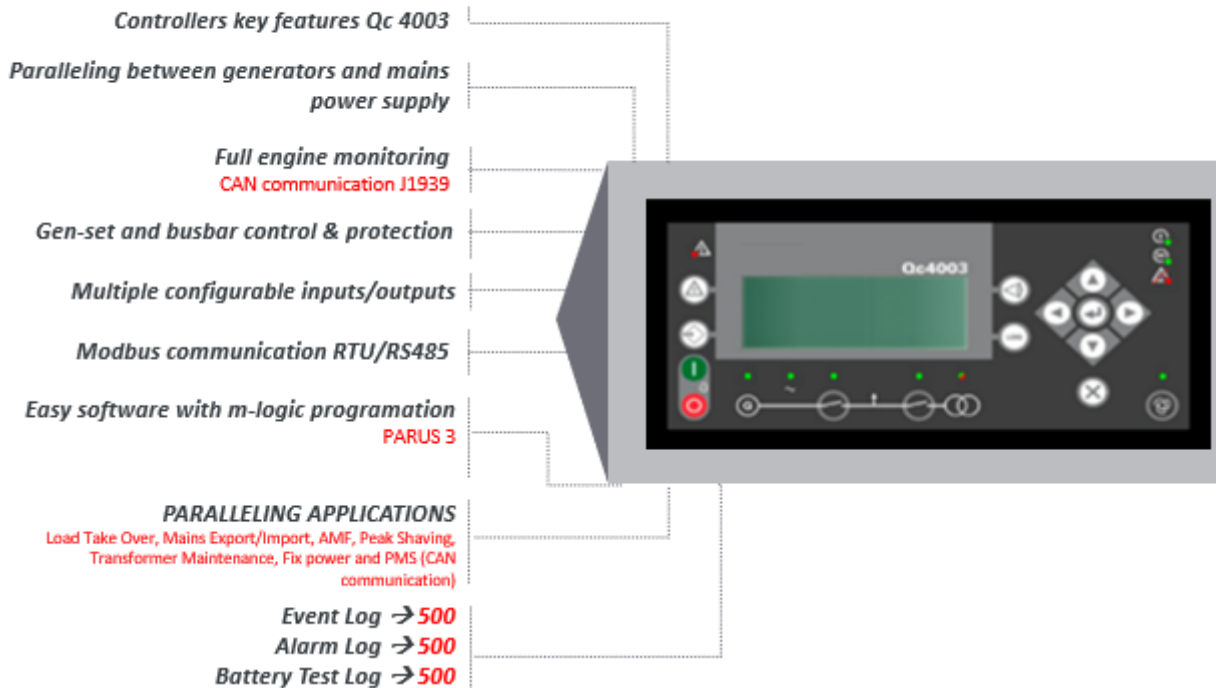 Controllers key features Qc 4003
Paralleling between generators and mains
power supply
Full engine monitoring
CAN communication J1939
Gen-set and busbar control & protection
Multiple configurable inputs/outputs
Modbus communication RTU/RS485
Easy software with m-logic programation
PARUS 3
PARALLELING APPLICATIONS
Load Take Over, Mains Export/Import, AMF, Peak Shaving,
Transformer Maintenance, Fix power and PMS (CAN
communication)
Event Log → 500
Alarm Log → 500
Battery Test Log → 500
Qc4003